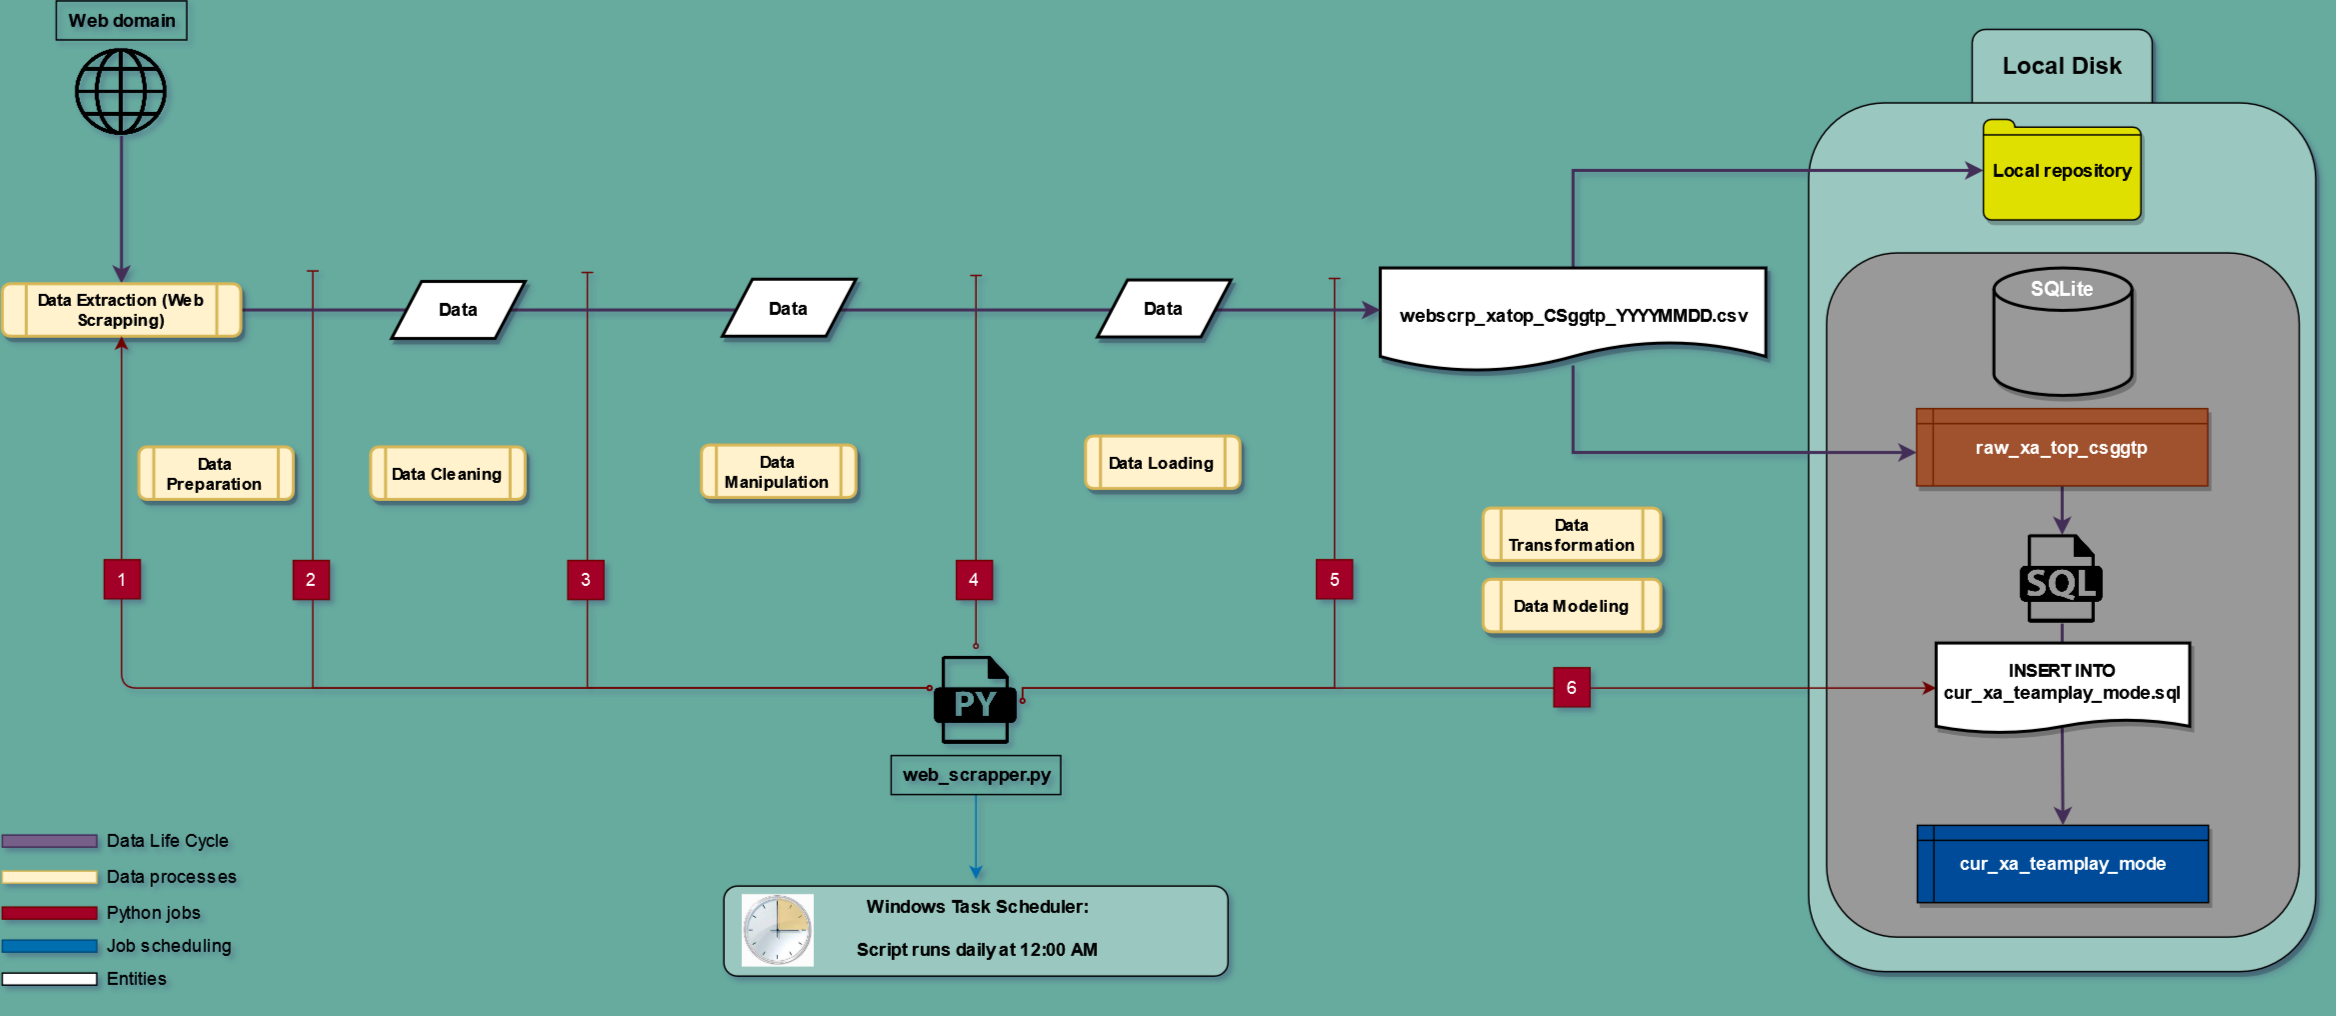 Web domain
Local Disk
Local repository
Data Extraction (Web
Scrapping)
Data
Data
Data
webscrp_xatop_CSggtp_YYYYMMDD.csv
SQLite
raw_xa_top_csggtp
Data
Preparation
Data Cleaning
Data
Manipulation
Data Loading
Data
Transformation
Data Modeling
1
2
3
4
5
SQL
INSERT INTO
cur_xa_teamplay_mode.sql
6
PY
web_scrapper.py
cur_xa_teamplay_mode
Windows Task Scheduler:
Script runs daily at 12:00 AM
Data Life Cycle
Data processes
Python jobs
Job scheduling
Entities